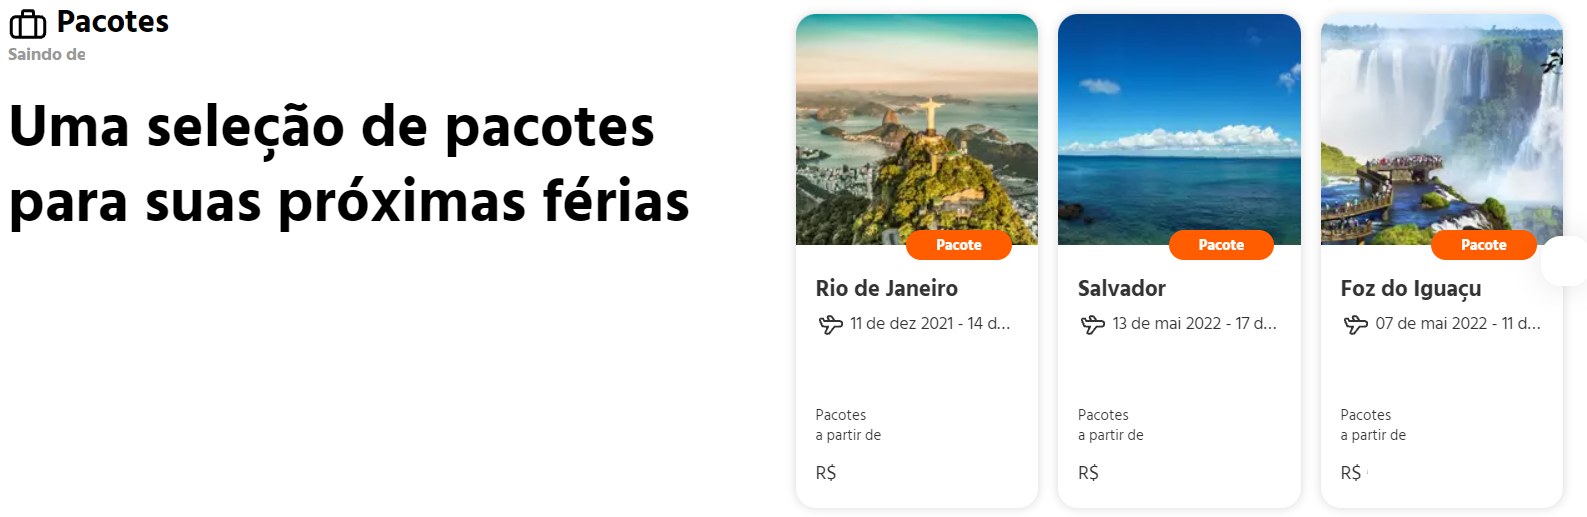 Pacotes
Saindo de
Uma seleção de pacotes
para suas próximas férias
Pacote
Rio de Janeiro
11 de dez 2021 - 14 d...
Pacotes
a partir de
R$
Pacote
Salvador
13 de mai 2022 - 17 d...
Pacotes
a partir de
R$
Pacote
Foz do Iguaçu
07 de mai 2022 - 11 d...
Pacotes
a partir de
R$